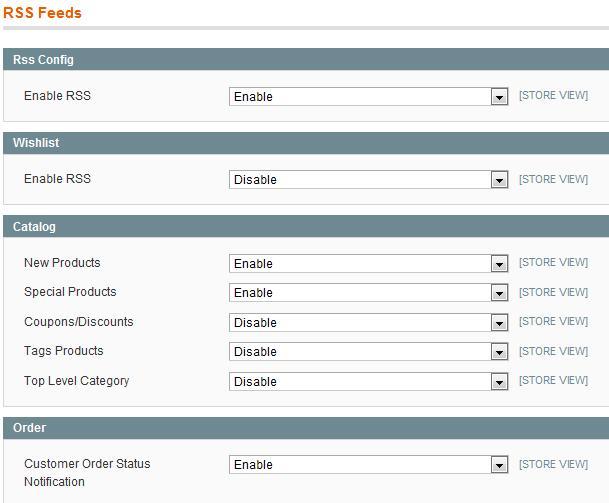 RSS Feeds
Rss Config
Enable RSS Enable [STORE VIEW]
Wishlist
Enable RSS Disable [STORE VIEW]
Catalog
New Products Enable [STORE VIEW]
Special Products Enable [STORE VIEW]
Coupons/Discounts Disable [STORE VIEW]
Tags Products Disable [STORE VIEW]
Top Level Category Disable [STORE VIEW]
Order
Customer Order Status Enable [STORE VIEW]
Notification